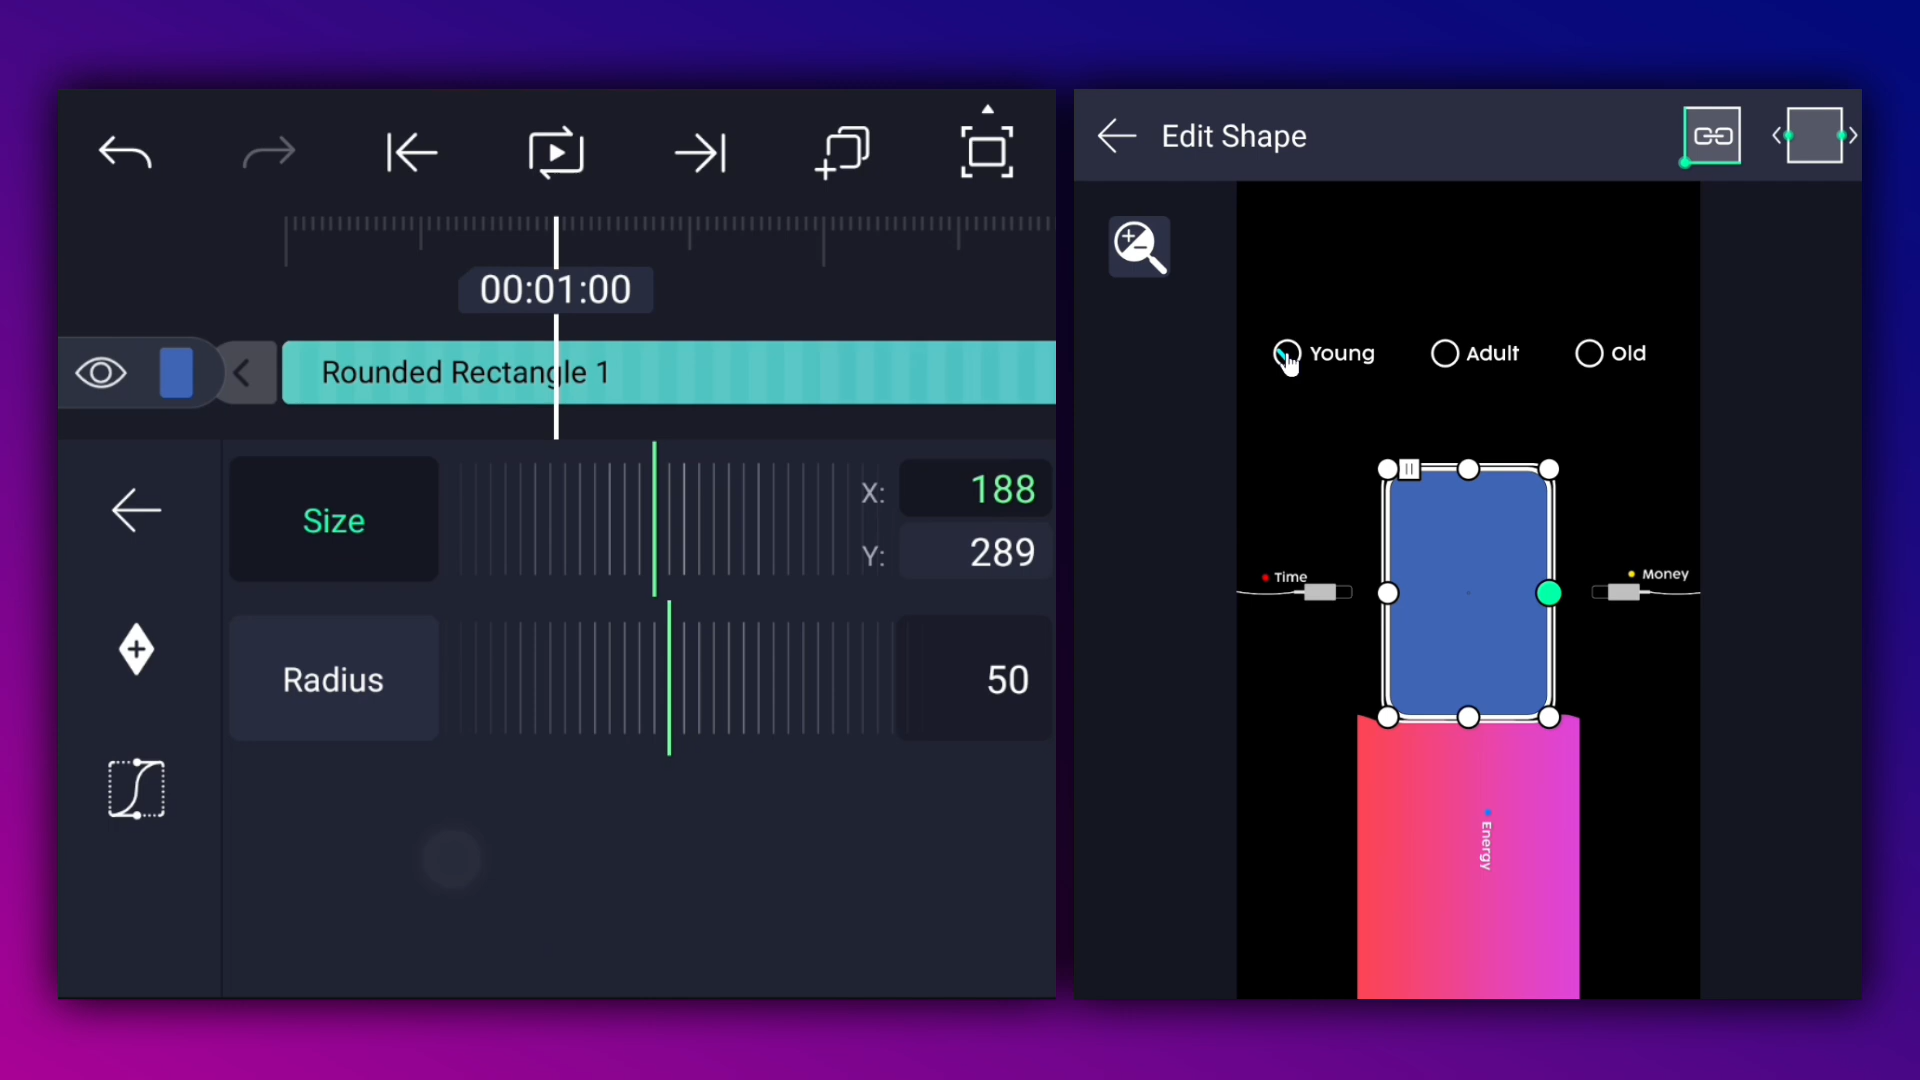 00:01:00
Rounded Rectangle 1
Size
X: 188
Y: 289
Radius
50
Edit Shape
Young
Adult
Old
Time
Money
Energy